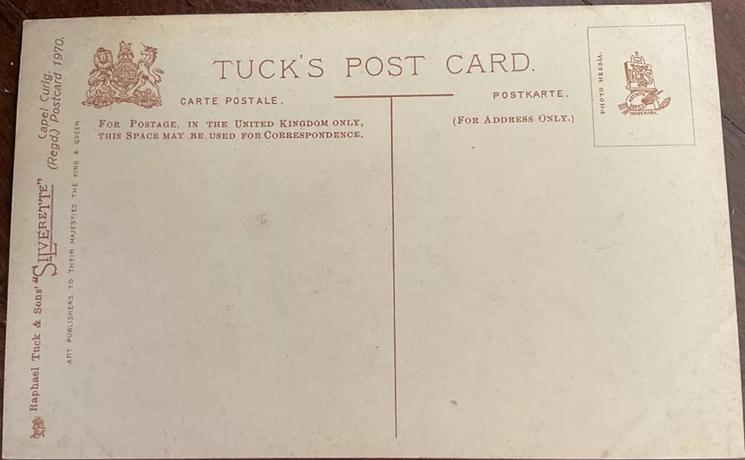 TUCK'S POST CARD.
CARTE POSTALE.
POSTKARTE.
FOR POSTAGE, IN THE UNITED KINGDOM ONLY,
THIS SPACE MAY BE USED FOR CORRESPONDENCE.
(FOR ADDRESS ONLY.)
PHOTO HESSIA.
TRADE MARK.
Raphael Tuck & Sons' "SILVERETTE"
Capel Curig.
(Regd.) Postcard 1970.
ART PUBLISHERS TO THEIR MAJESTIES THE KING & QUEEN.